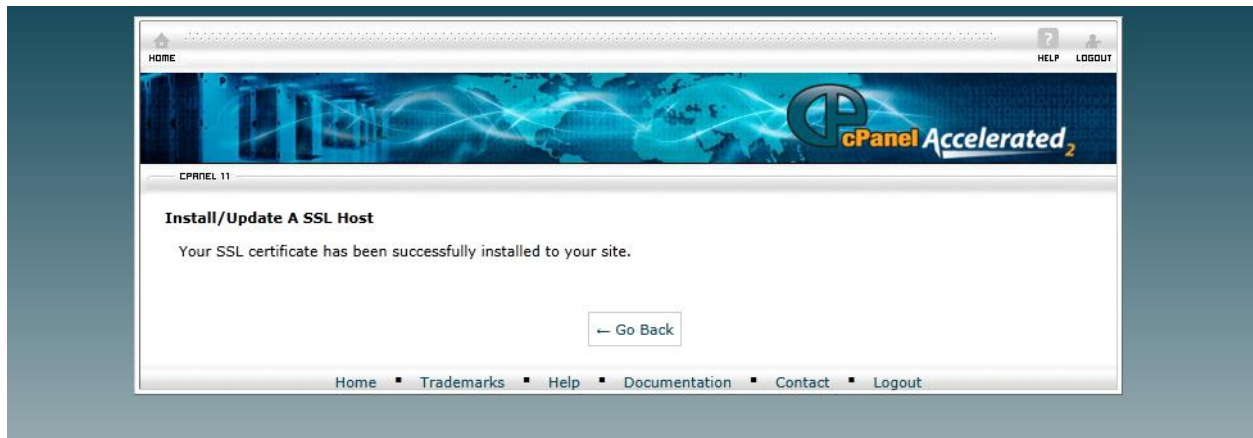 HOME
HELP LOGOUT
cPanel Accelerated2
CPANEL 11
Install/Update A SSL Host
Your SSL certificate has been successfully installed to your site.
← Go Back
Home ▪ Trademarks ▪ Help ▪ Documentation ▪ Contact ▪ Logout